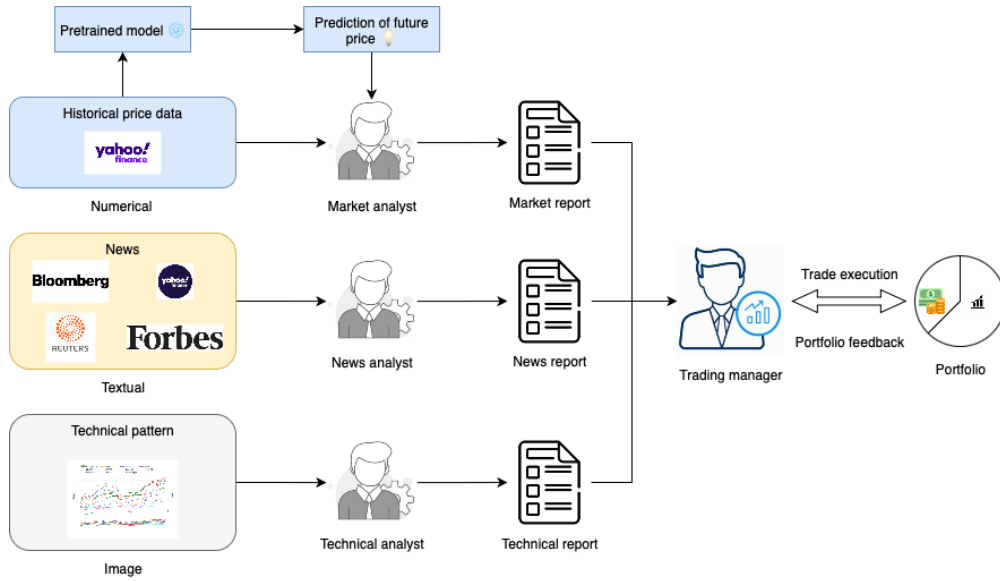 Pretrained model
Prediction of future
price
Historical price data
yahoo!
finance
Numerical
Market analyst
Market report
News
Bloomberg
yahoo!
finance
REUTERS
Forbes
Textual
News analyst
News report
Trading manager
Trade execution
Portfolio feedback
Portfolio
Technical pattern
Image
Technical analyst
Technical report